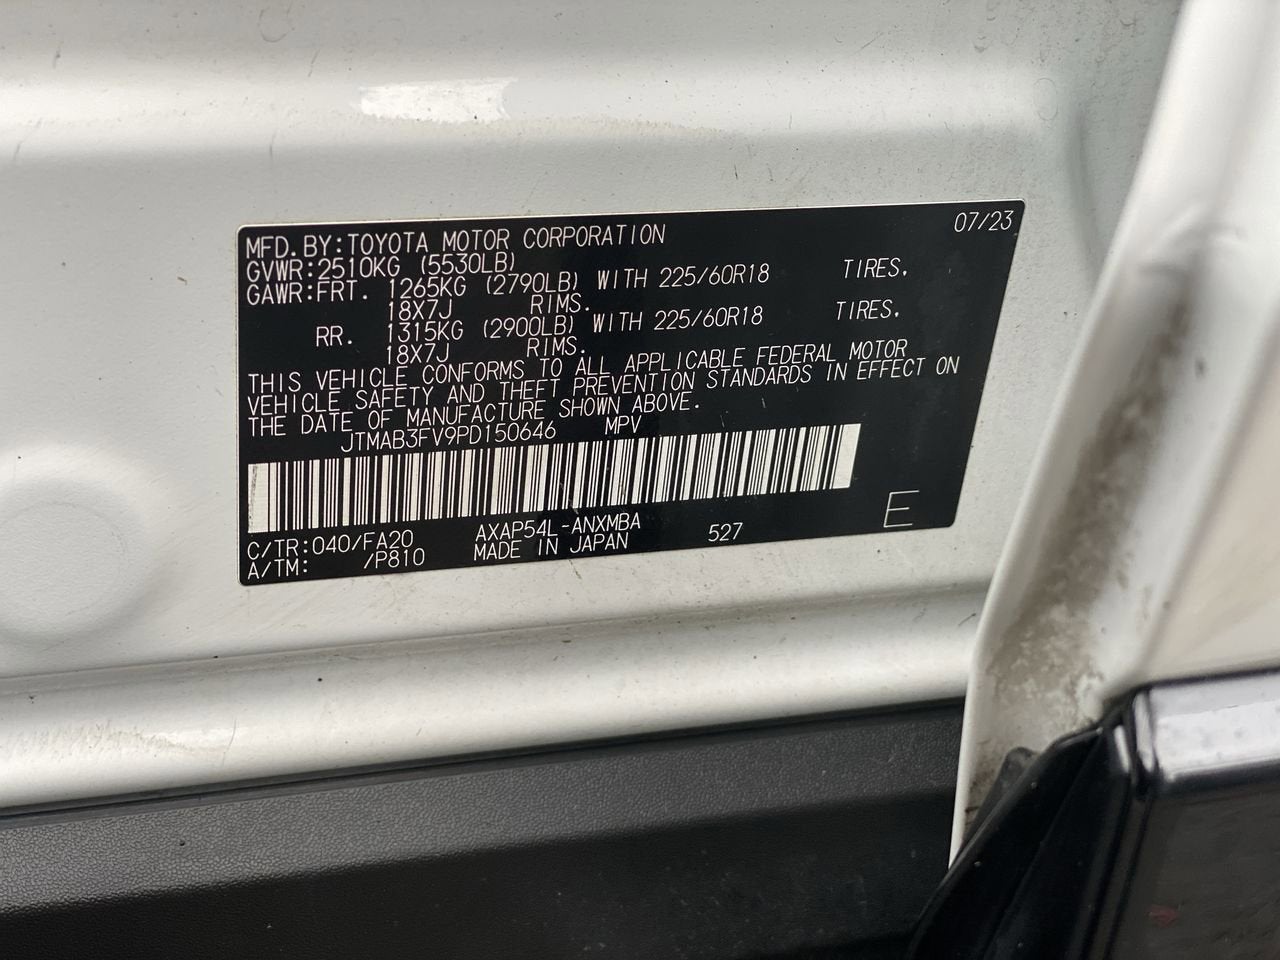 07/23
MFD. BY:TOYOTA MOTOR CORPORATION
GVWR:2510KG (5530LB)
GAWR:FRT. 1265KG (2790LB) WITH 225/60R18 TIRES,
18X7J RIMS.
RR. 1315KG (2900LB) WITH 225/60R18 TIRES,
18X7J RIMS.
THIS VEHICLE CONFORMS TO ALL APPLICABLE FEDERAL MOTOR
VEHICLE SAFETY AND THEFT PREVENTION STANDARDS IN EFFECT ON
THE DATE OF MANUFACTURE SHOWN ABOVE.
JTMAB3FV9PD150646 MPV
C/TR:040/FA20 AXAP54L-ANXMBA 527 E
A/TM: /P810 MADE IN JAPAN